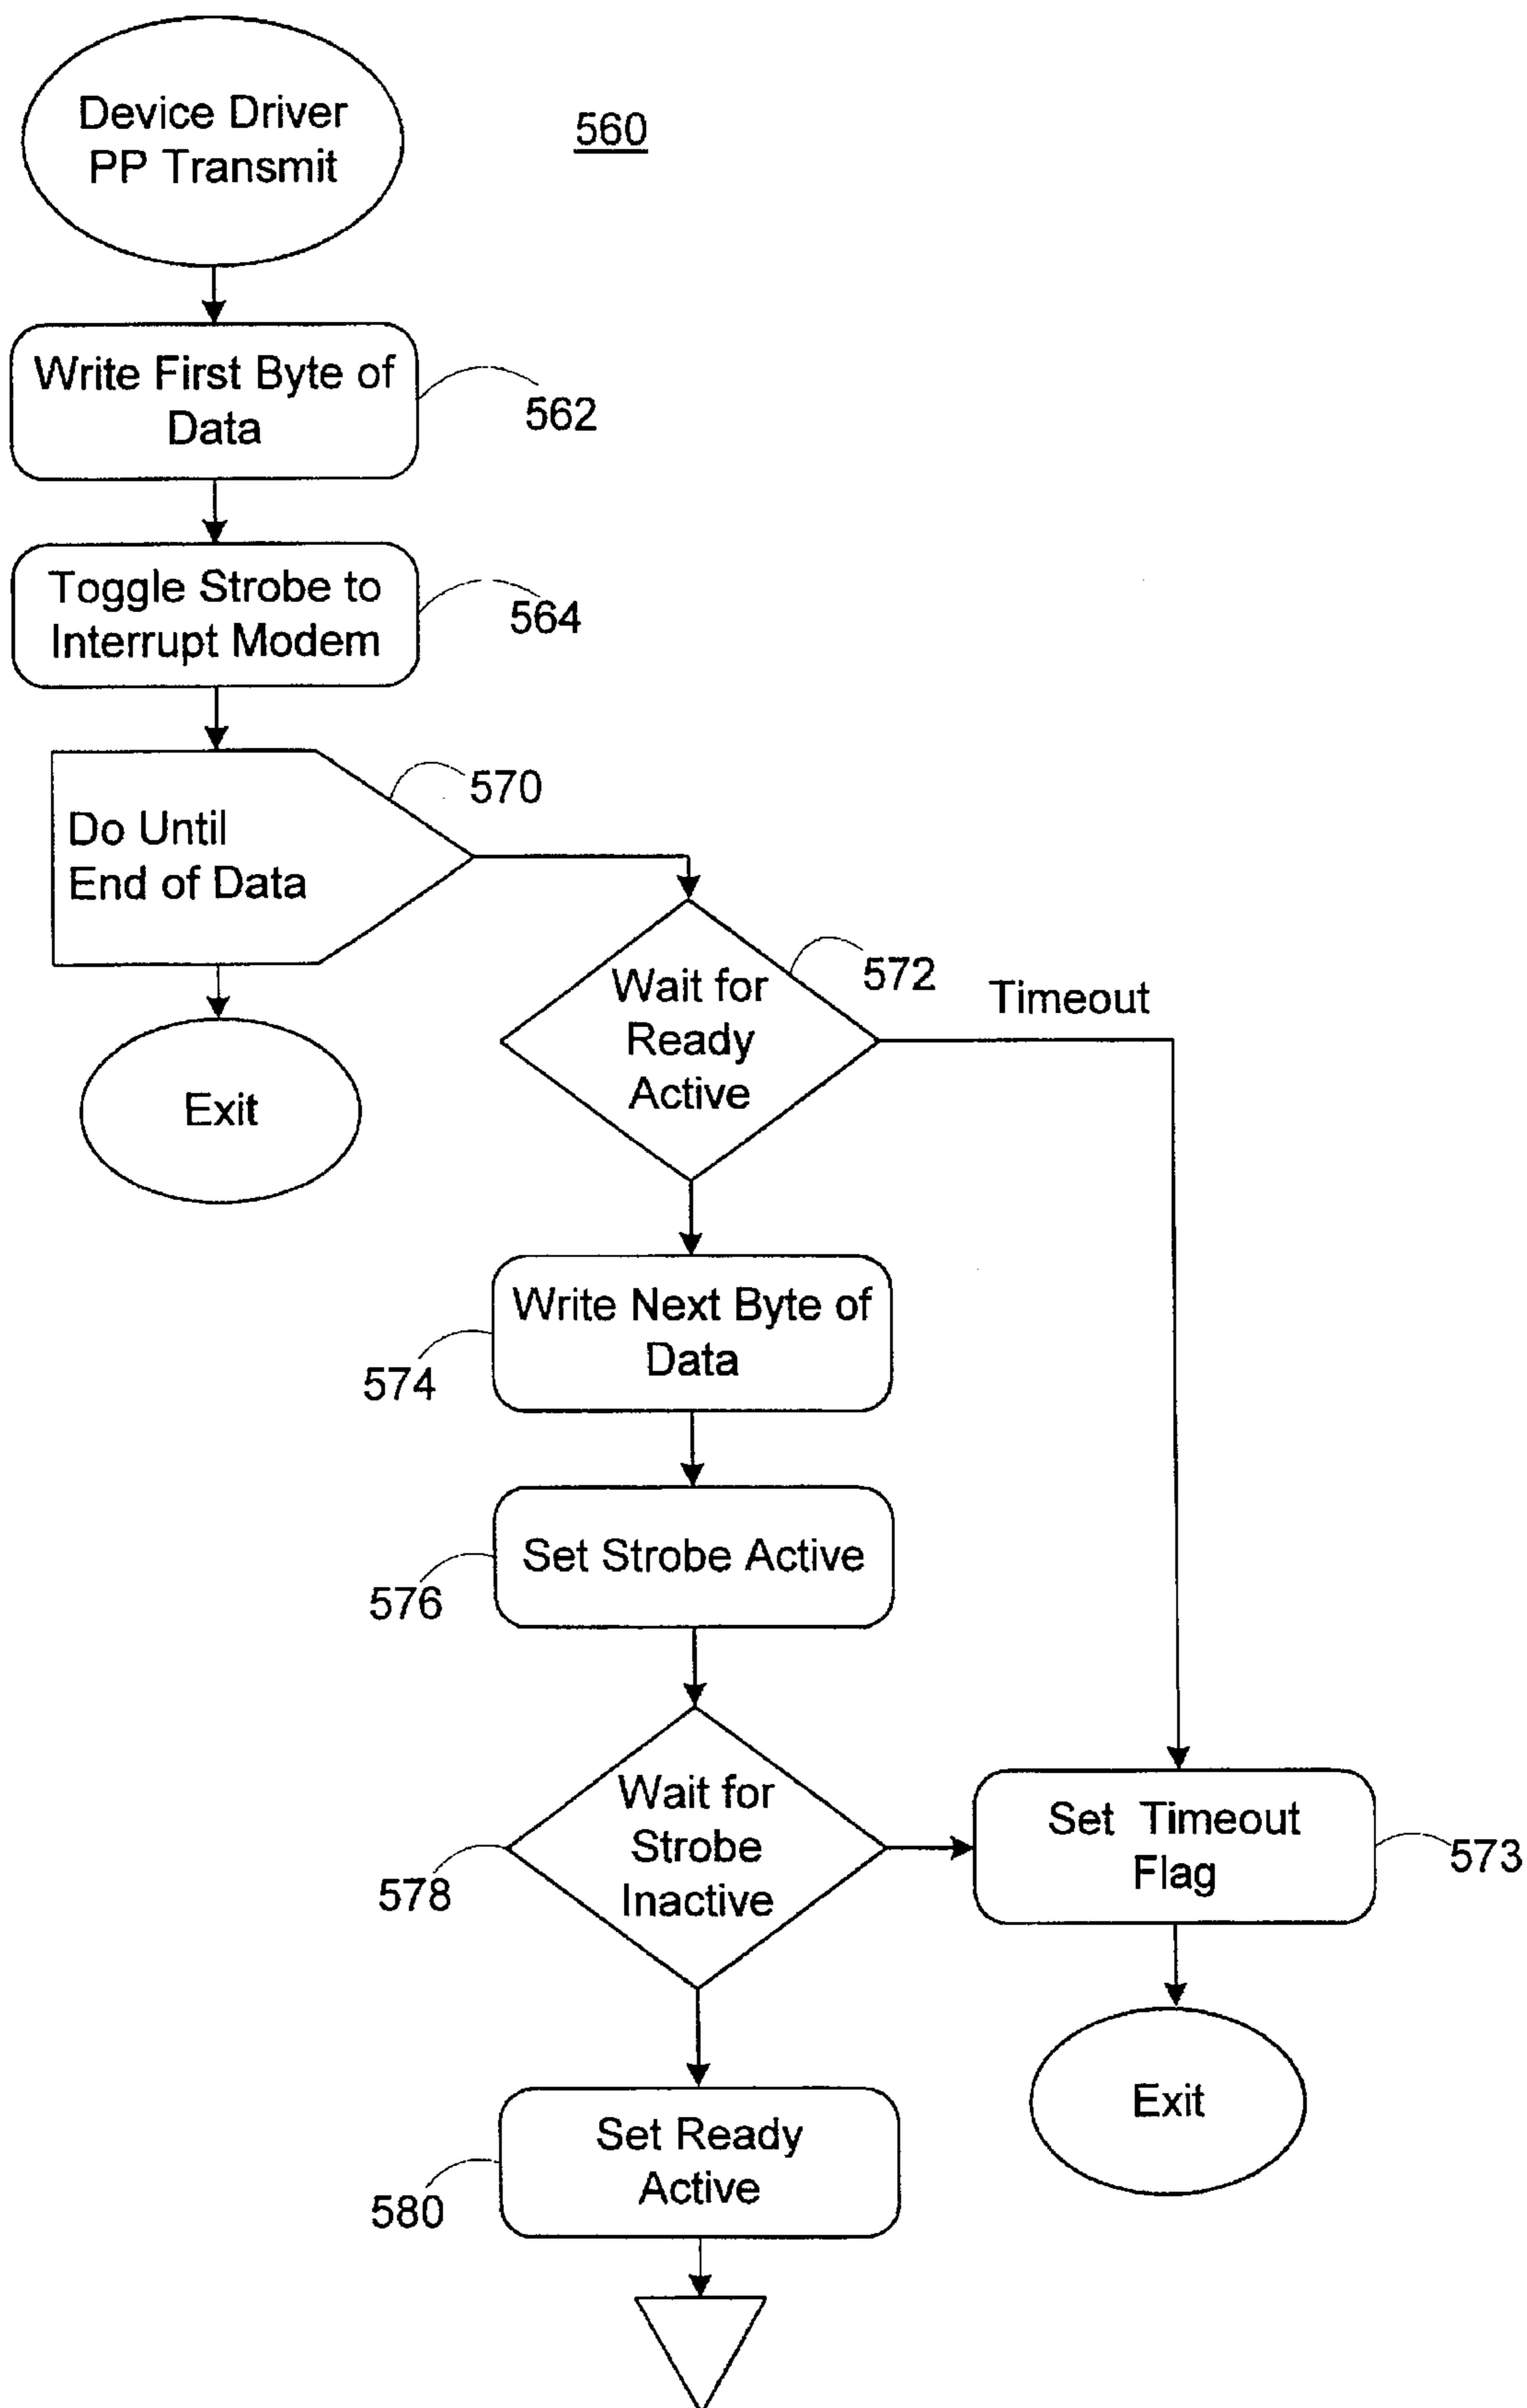 Device Driver
PP Transmit
560
Write First Byte of
Data
562
Toggle Strobe to
Interrupt Modem
564
570
Do Until
End of Data
Exit
572
Wait for
Ready
Active
Timeout
Write Next Byte of
Data
574
Set Strobe Active
576
Wait for
Strobe
Inactive
578
Set Timeout
Flag
573
Exit
Set Ready
Active
580